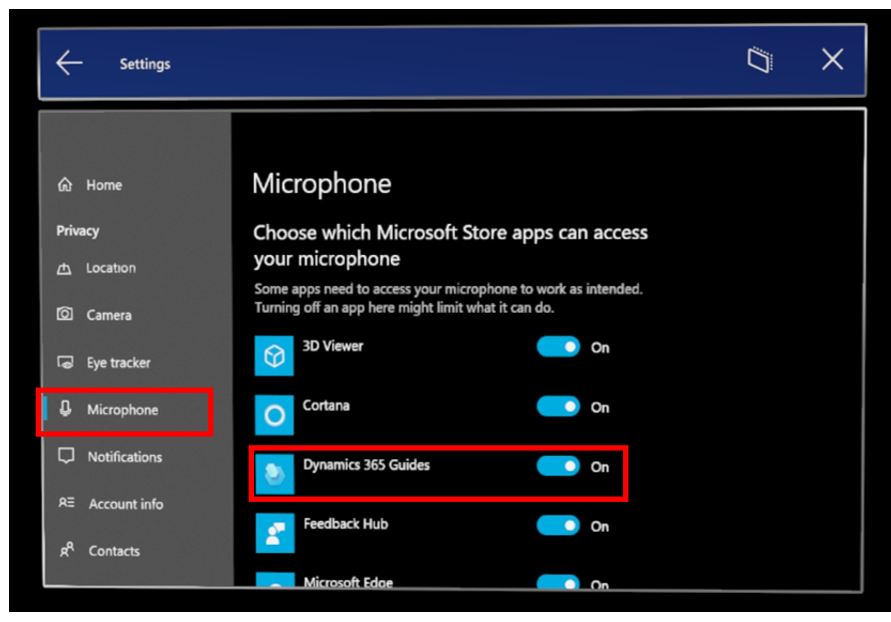 Settings
Home
Privacy
Location
Camera
Eye tracker
Microphone
Notifications
Account info
Contacts
Microphone
Choose which Microsoft Store apps can access
your microphone
Some apps need to access your microphone to work as intended.
Turning off an app here might limit what it can do.
3D Viewer On
Cortana On
Dynamics 365 Guides On
Feedback Hub On
Microsoft Edge On